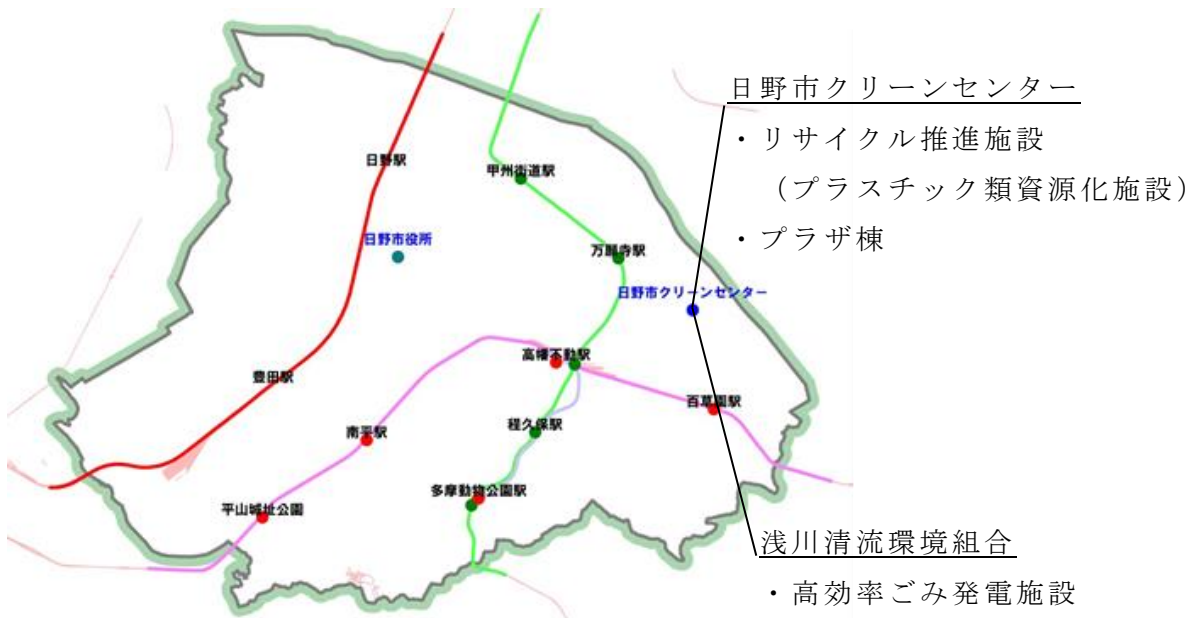 日野市クリーンセンター
・リサイクル推進施設
（プラスチック類資源化施設）
・プラザ棟
日野駅
甲州街道駅
日野市役所
万願寺駅
日野市クリーンセンター
高幡不動駅
豊田駅
百草園駅
程久保駅
南平駅
多摩動物公園駅
平山城址公園
浅川清流環境組合
・高効率ごみ発電施設